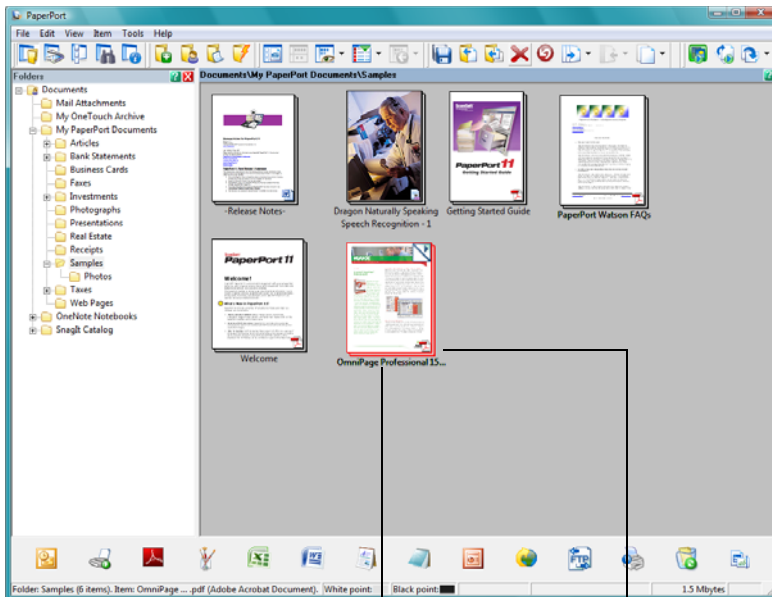 PaperPort
File Edit View Item Tools Help
Folders
Documents\My PaperPort Documents\Samples
Documents
Mail Attachments
My OneTouch Archive
My PaperPort Documents
Articles
Bank Statements
Business Cards
Faxes
Investments
Photographs
Presentations
Real Estate
Receipts
Samples
Photos
Taxes
Web Pages
OneNote Notebooks
SnagIt Catalog
-Release Notes-
Dragon Naturally Speaking
Speech Recognition - 1
PaperPort 11
Getting Started Guide
Getting Started Guide
PaperPort Watson FAQs
PaperPort 11
Welcome!
Welcome
OmniPage Professional 15...
FTP
Folder: Samples (6 items). Item: OmniPage ... .pdf (Adobe Acrobat Document). White point: Black point: 1.5 Mbytes